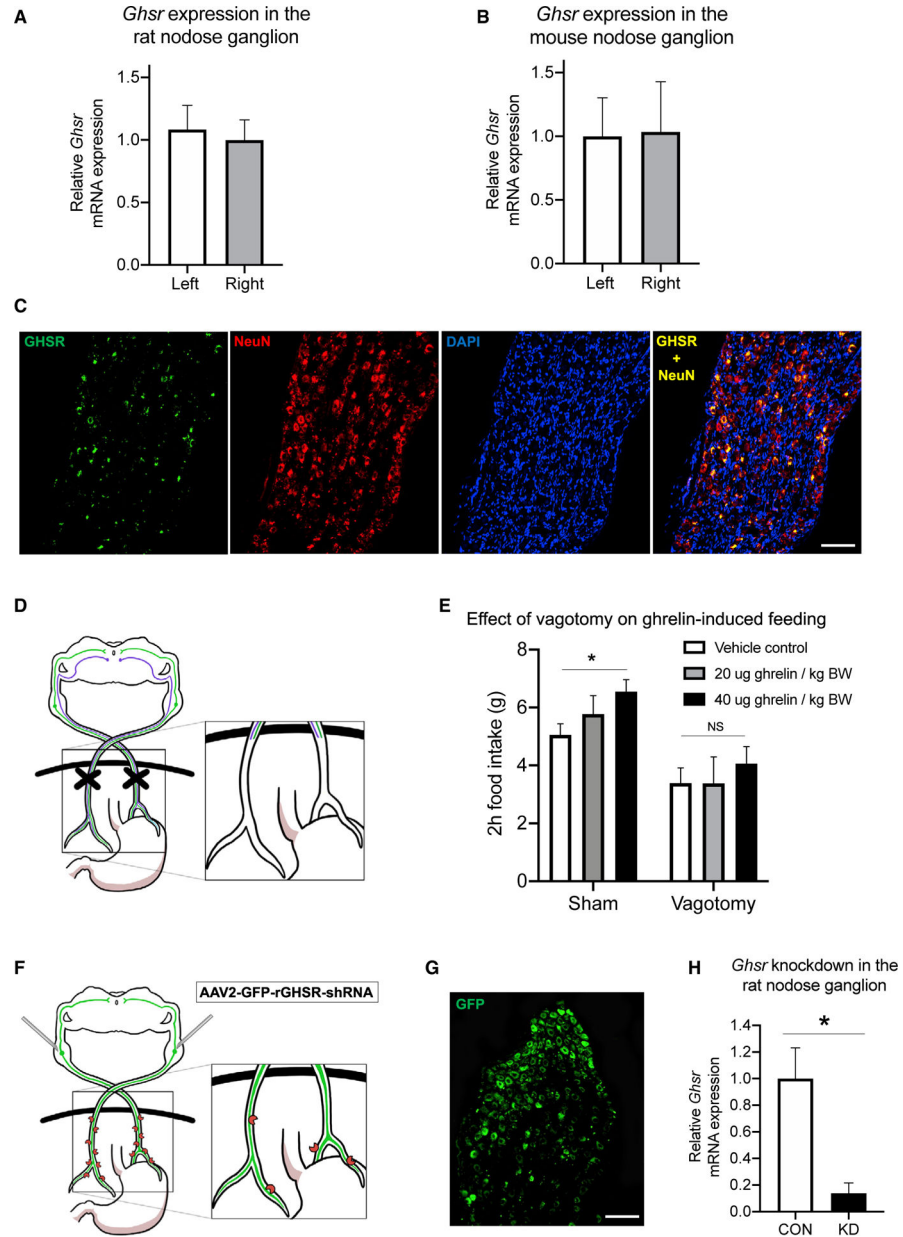 A
Ghsr expression in the
rat nodose ganglion
Relative Ghsr
mRNA expression
1.5
1.0
0.5
0.0
Left Right
B
Ghsr expression in the
mouse nodose ganglion
Relative Ghsr
mRNA expression
1.5
1.0
0.5
0.0
Left Right
C
GHSR
NeuN
DAPI
GHSR
+
NeuN
D
E
Effect of vagotomy on ghrelin-induced feeding
Vehicle control
20 ug ghrelin / kg BW
40 ug ghrelin / kg BW
2h food intake (g)
8
6
4
2
0
*
NS
Sham Vagotomy
F
AAV2-GFP-rGHSR-shRNA
G
GFP
H
Ghsr knockdown in the
rat nodose ganglion
Relative Ghsr
mRNA expression
1.4
1.2
1.0
0.8
0.6
0.4
0.2
0.0
*
CON KD